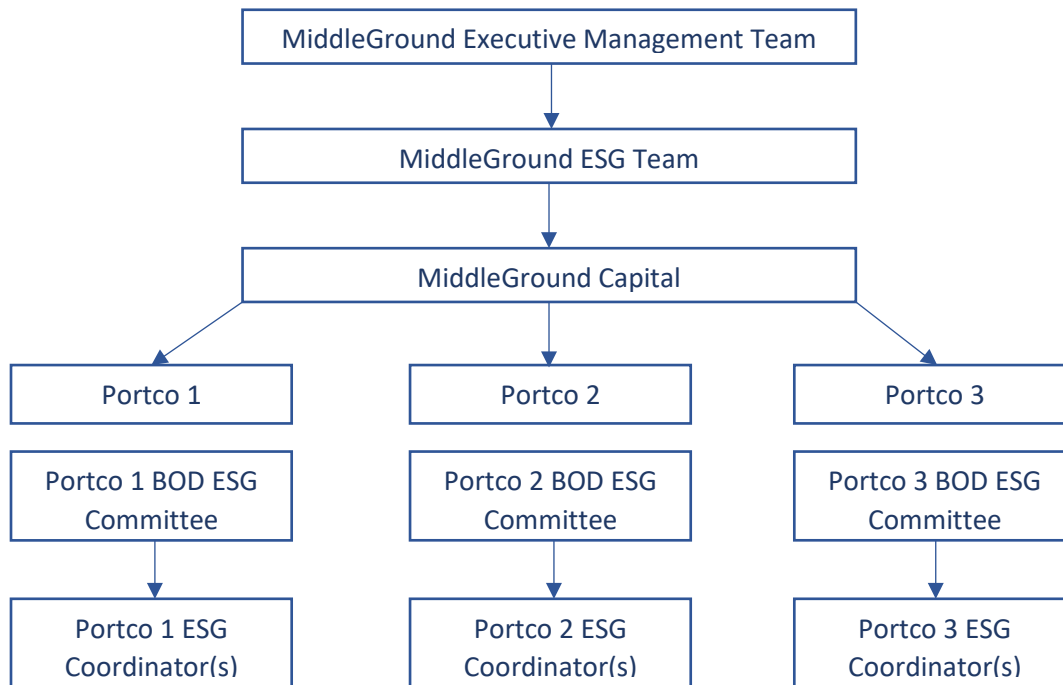 MiddleGround Executive Management Team
MiddleGround ESG Team
MiddleGround Capital
Portco 1
Portco 2
Portco 3
Portco 1 BOD ESG
Committee
Portco 2 BOD ESG
Committee
Portco 3 BOD ESG
Committee
Portco 1 ESG
Coordinator(s)
Portco 2 ESG
Coordinator(s)
Portco 3 ESG
Coordinator(s)